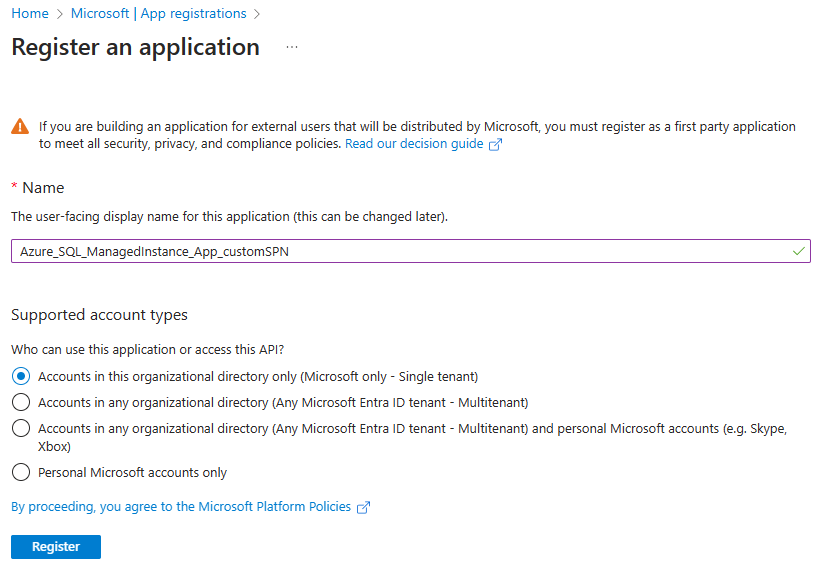 Home > Microsoft | App registrations >
Register an application ...
If you are building an application for external users that will be distributed by Microsoft, you must register as a first party application
to meet all security, privacy, and compliance policies. Read our decision guide
* Name
The user-facing display name for this application (this can be changed later).
Azure_SQL_ManagedInstance_App_customSPN
Supported account types
Who can use this application or access this API?
Accounts in this organizational directory only (Microsoft only - Single tenant)
Accounts in any organizational directory (Any Microsoft Entra ID tenant - Multitenant)
Accounts in any organizational directory (Any Microsoft Entra ID tenant - Multitenant) and personal Microsoft accounts (e.g. Skype,
Xbox)
Personal Microsoft accounts only
By proceeding, you agree to the Microsoft Platform Policies
Register